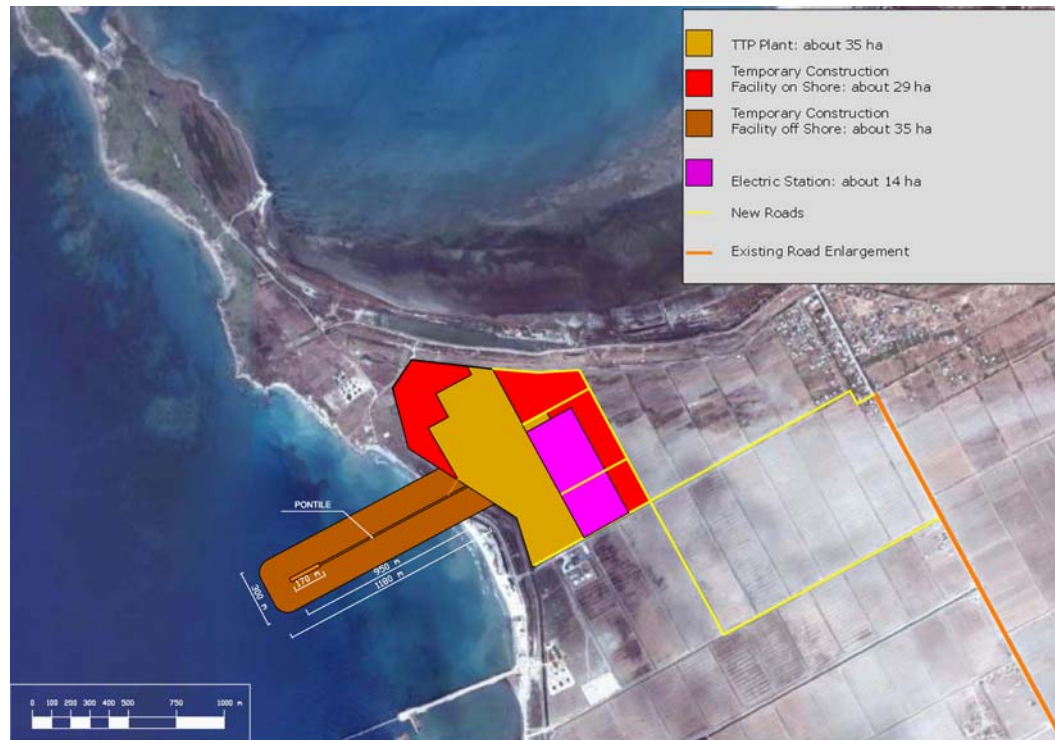 TTP Plant: about 35 ha
Temporary Construction
Facility on Shore: about 29 ha
Temporary Construction
Facility off Shore: about 35 ha
Electric Station: about 14 ha
New Roads
Existing Road Enlargement
PONTILE
170 m
950 m
1180 m
300 m
0 100 200 300 400 500 750 1000 m